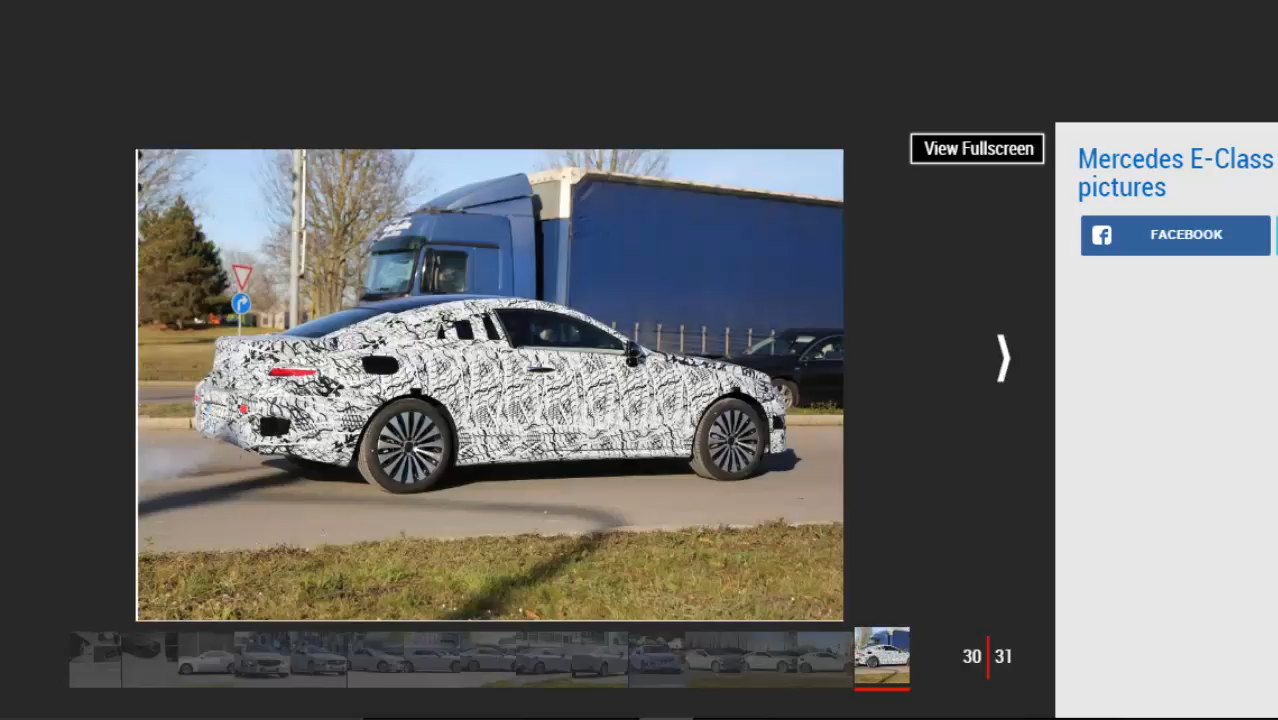 View Fullscreen
Mercedes E-Class
pictures
FACEBOOK
30 31